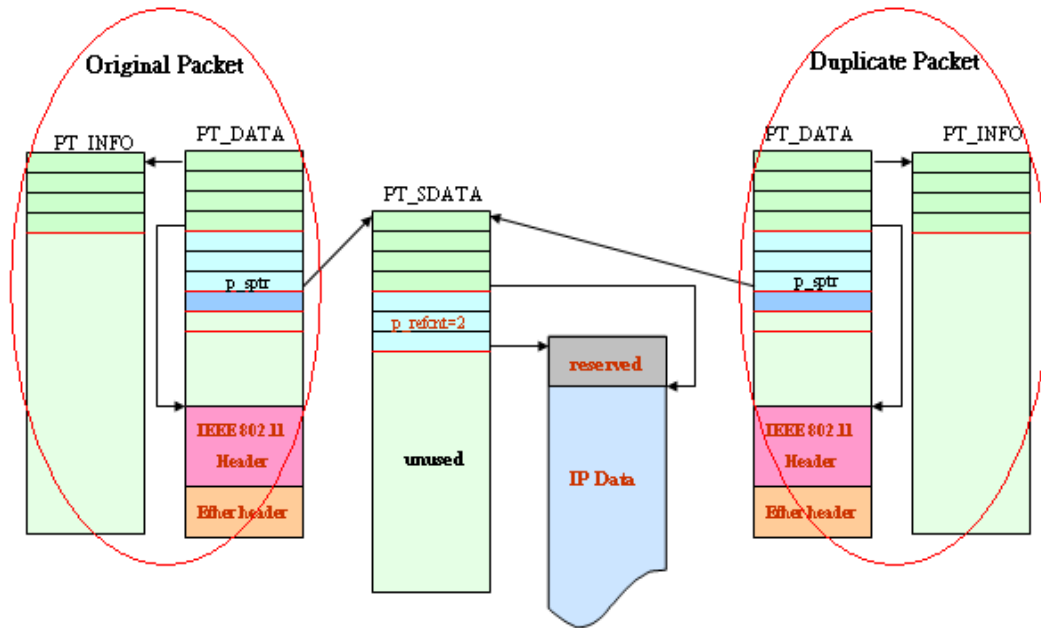 Original Packet
Duplicate Packet
PT_INFO
PT_DATA
PT_DATA
PT_INFO
PT_SDATA
p_sptr
p_sptr
p_refcnt=2
reserved
IEEE 802.11
Header
unused
IP Data
IEEE 802.11
Header
Ether header
Ether header